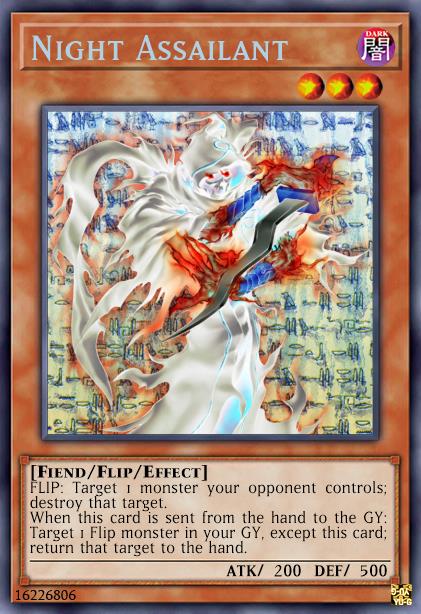 Night Assailant
DARK
闇
[Fiend/Flip/Effect]
FLIP: Target 1 monster your opponent controls;
destroy that target.
When this card is sent from the hand to the GY:
Target 1 Flip monster in your GY, except this card;
return that target to the hand.
ATK/ 200 DEF/ 500
16226806